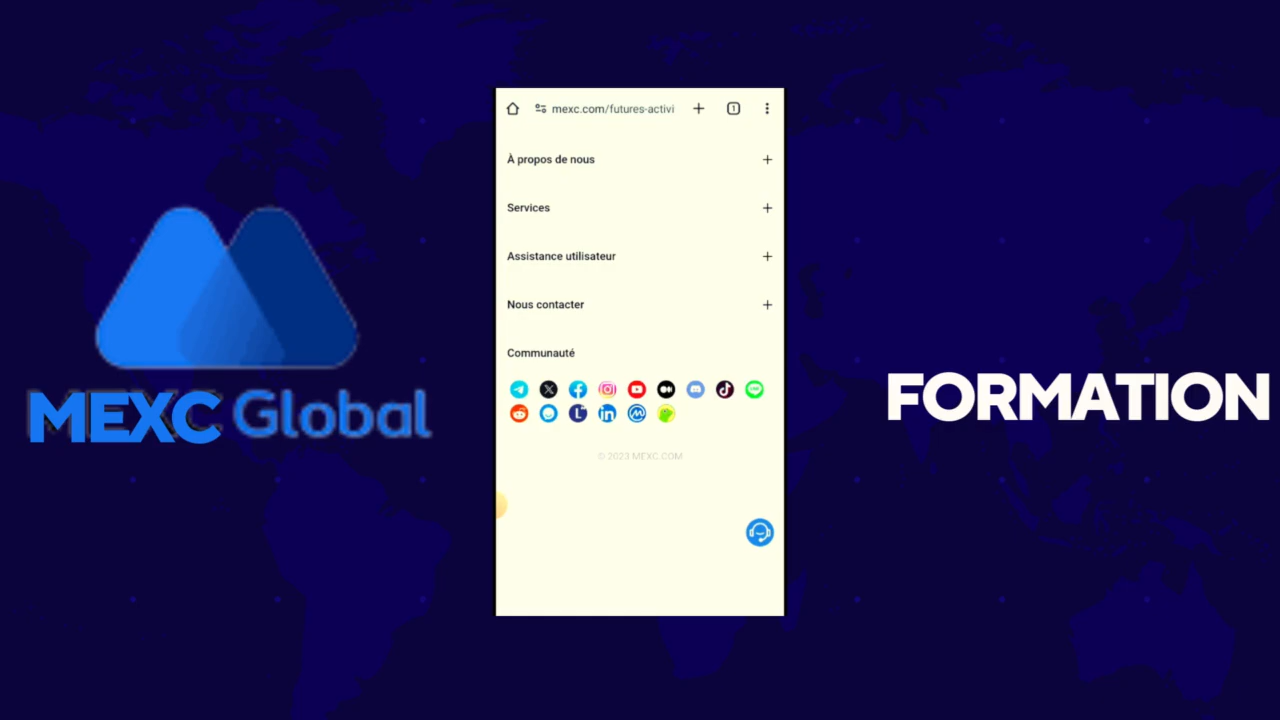 mexc.com/futures-activi
1
À propos de nous
Services
Assistance utilisateur
Nous contacter
Communauté
© 2023 MEXC.COM
MEXC Global
FORMATION